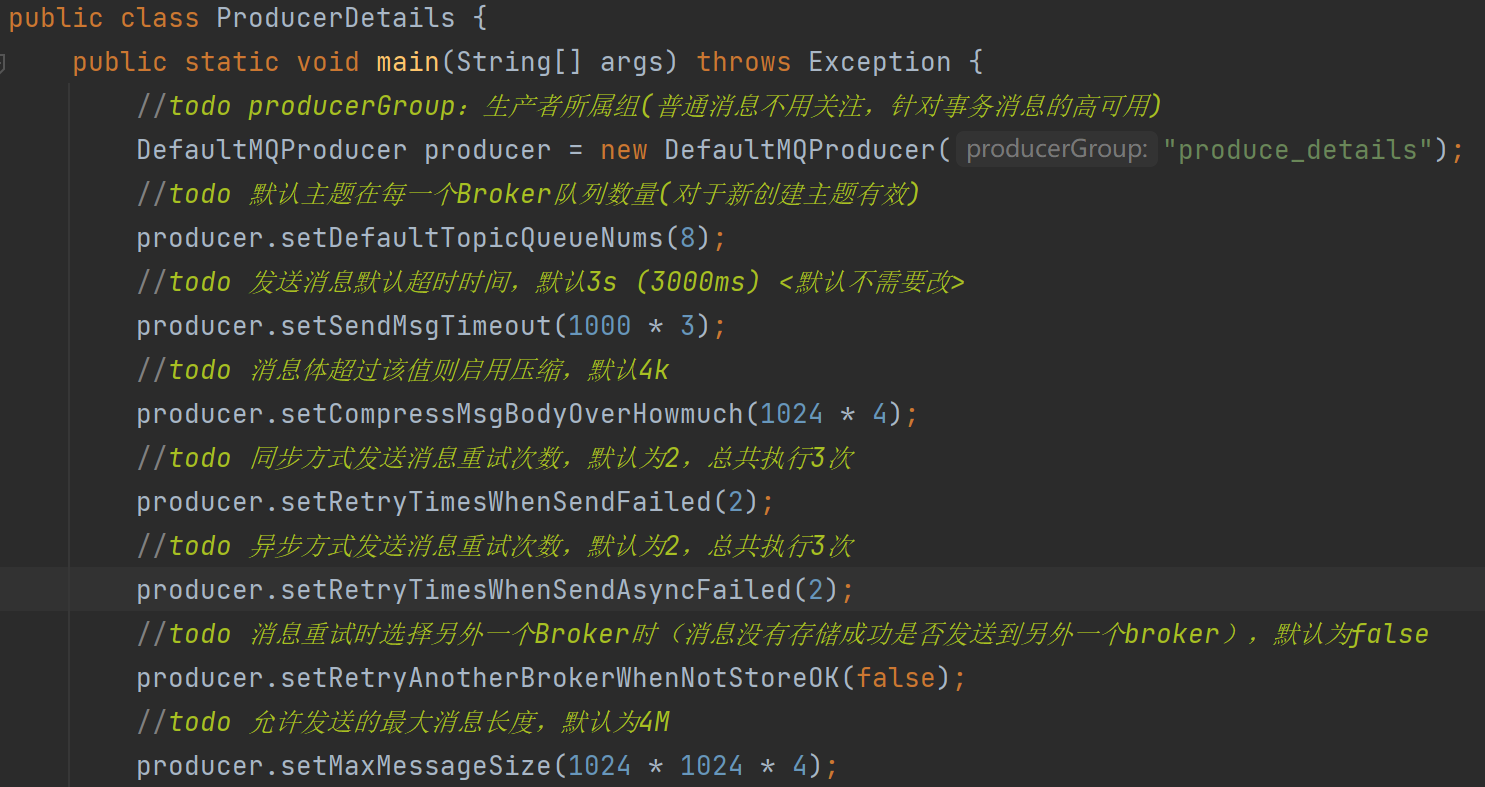 public class ProducerDetails {
public static void main(String[] args) throws Exception {
//todo producerGroup：生产者所属组(普通消息不用关注，针对事务消息的高可用)
DefaultMQProducer producer = new DefaultMQProducer( producerGroup: "produce_details");
//todo 默认主题在每一个Broker队列数量(对于新创建主题有效)
producer.setDefaultTopicQueueNums(8);
//todo 发送消息默认超时时间，默认3s (3000ms) <默认不需要改>
producer.setSendMsgTimeout(1000 * 3);
//todo 消息体超过该值则启用压缩，默认4k
producer.setCompressMsgBodyOverHowmuch(1024 * 4);
//todo 同步方式发送消息重试次数，默认为2，总共执行3次
producer.setRetryTimesWhenSendFailed(2);
//todo 异步方式发送消息重试次数，默认为2，总共执行3次
producer.setRetryTimesWhenSendAsyncFailed(2);
//todo 消息重试时选择另外一个Broker时（消息没有存储成功是否发送到另外一个broker），默认为false
producer.setRetryAnotherBrokerWhenNotStoreOK(false);
//todo 允许发送的最大消息长度，默认为4M
producer.setMaxMessageSize(1024 * 1024 * 4);